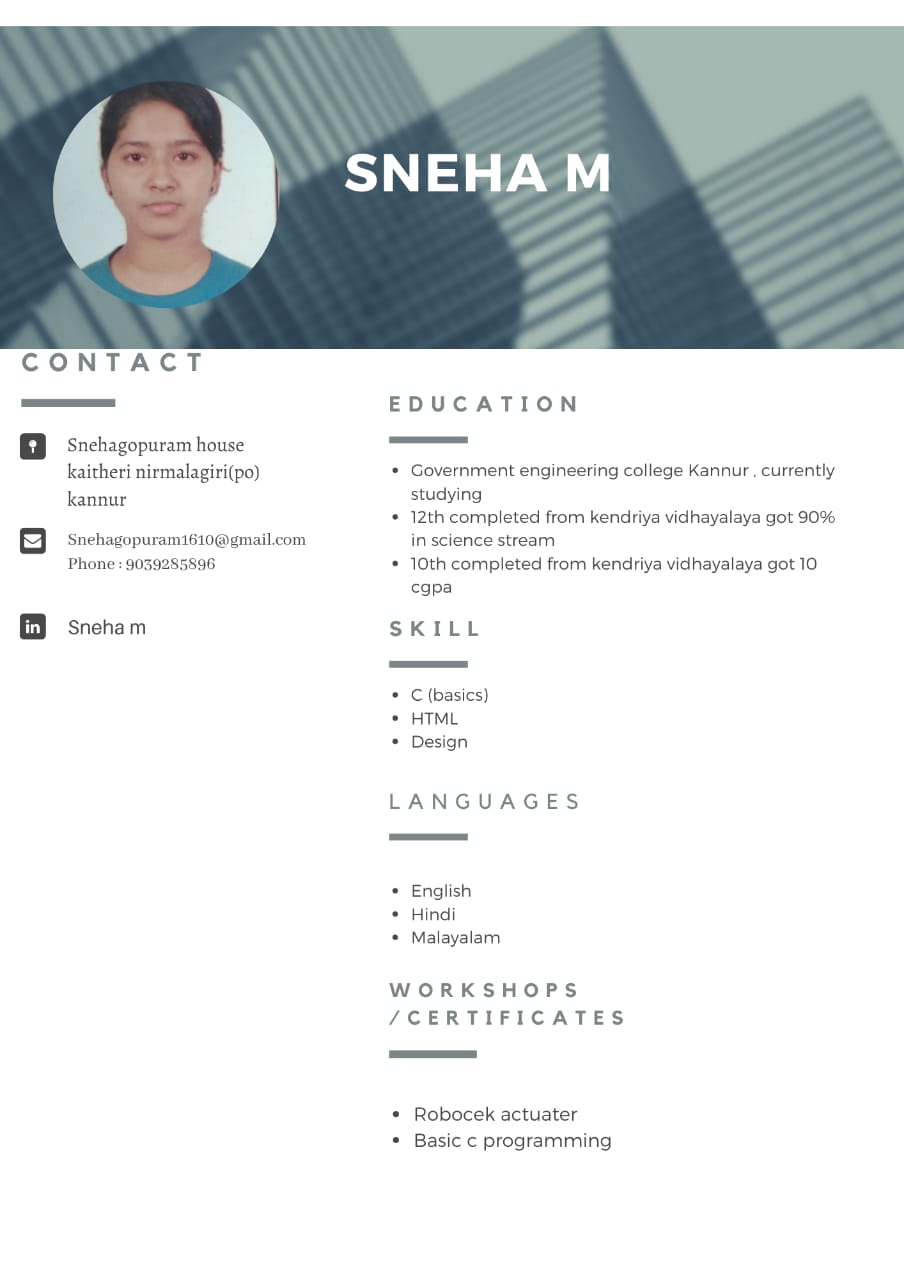 SNEHA M
CONTACT
Snehagopuram house
kaitheri nirmalagiri(po)
kannur
Snehagopuram1610@gmail.com
Phone : 9039285896
in Sneha m
EDUCATION
• Government engineering college Kannur , currently
studying
• 12th completed from kendriya vidhayalaya got 90%
in science stream
• 10th completed from kendriya vidhayalaya got 10
cgpa
SKILL
• C (basics)
• HTML
• Design
LANGUAGES
• English
• Hindi
• Malayalam
WORKSHOPS
/CERTIFICATES
• Robocek actuater
• Basic c programming